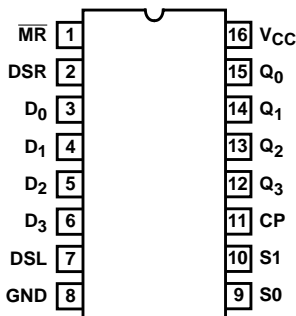 M̅R̅ 1 16 VCC
DSR 2 15 Q0
D0 3 14 Q1
D1 4 13 Q2
D2 5 12 Q3
D3 6 11 CP
DSL 7 10 S1
GND 8 9 S0